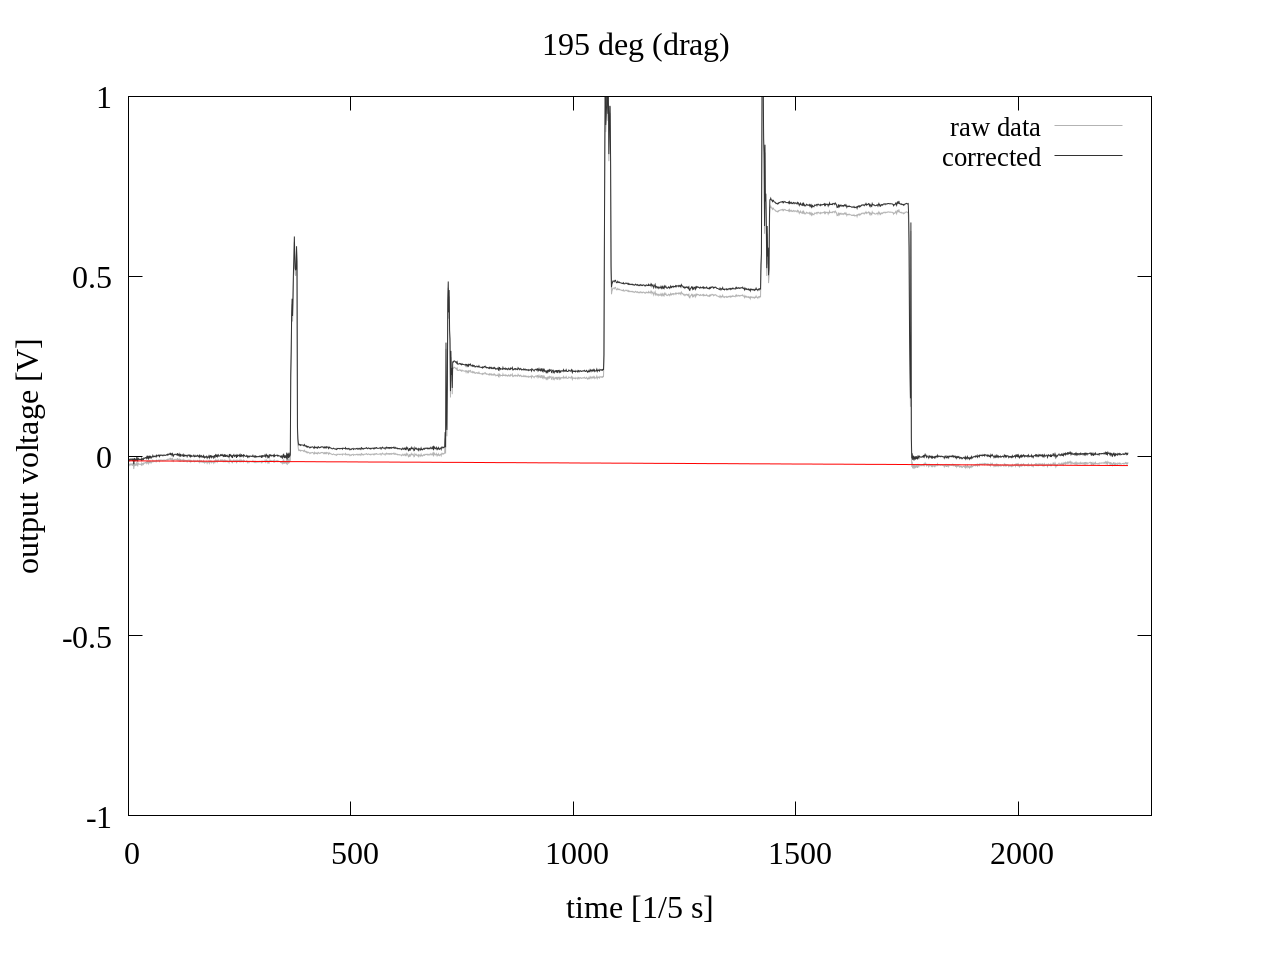 195 deg (drag)
1
raw data
corrected
0.5
0
-0.5
-1
output voltage [V]
0 500 1000 1500 2000
time [1/5 s]